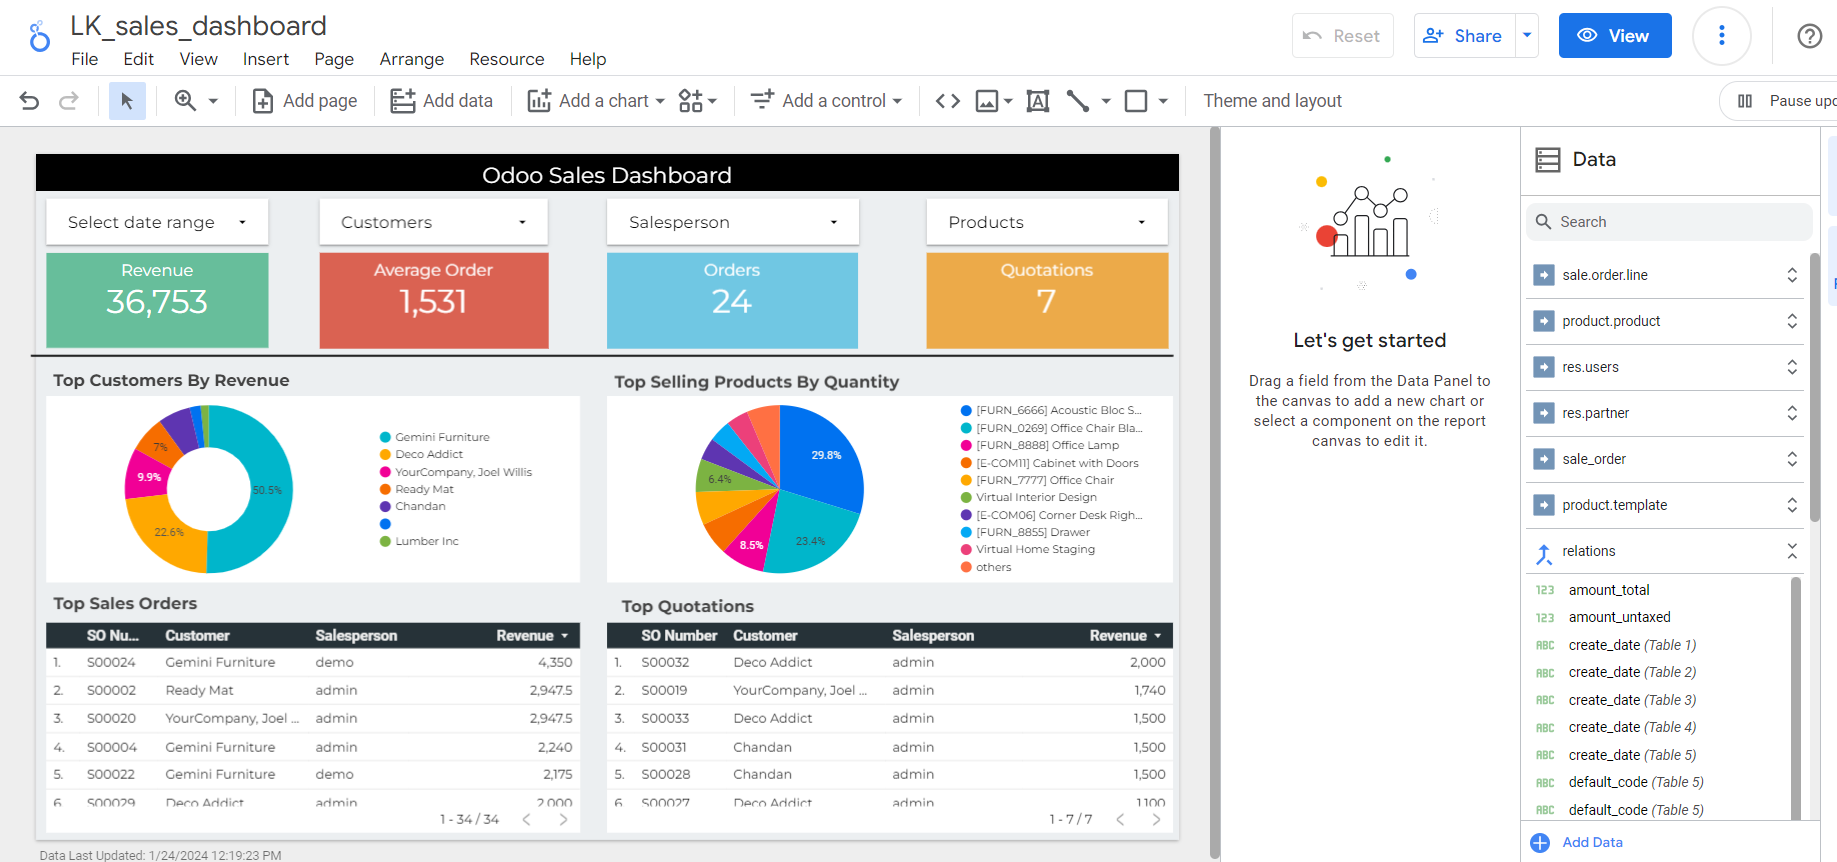 LK_sales_dashboard
File Edit View Insert Page Arrange Resource Help
Reset
Share
View
Add page
Add data
Add a chart
Add a control
Theme and layout
Pause upd
Odoo Sales Dashboard
Select date range
Customers
Salesperson
Products
Revenue
36,753
Average Order
1,531
Orders
24
Quotations
7
Top Customers By Revenue
50.5%
22.6%
9.9%
7%
Gemini Furniture
Deco Addict
YourCompany, Joel Willis
Ready Mat
Chandan
Lumber Inc
Top Selling Products By Quantity
29.8%
23.4%
8.5%
6.4%
[FURN_6666] Acoustic Bloc S...
[FURN_0269] Office Chair Bla...
[FURN_8888] Office Lamp
[E-COM11] Cabinet with Doors
[FURN_7777] Office Chair
Virtual Interior Design
[E-COM06] Corner Desk Righ...
[FURN_8855] Drawer
Virtual Home Staging
others
Top Sales Orders
SO Nu... Customer Salesperson Revenue
1. S00024 Gemini Furniture demo 4,350
2. S00002 Ready Mat admin 2,947.5
3. S00020 YourCompany, Joel ... admin 2,947.5
4. S00004 Gemini Furniture admin 2,240
5. S00022 Gemini Furniture demo 2,175
6. S00029 Deco Addict admin 2,000
1 - 34 / 34
Top Quotations
SO Number Customer Salesperson Revenue
1. S00032 Deco Addict admin 2,000
2. S00019 YourCompany, Joel ... admin 1,740
3. S00033 Deco Addict admin 1,500
4. S00031 Chandan admin 1,500
5. S00028 Chandan admin 1,500
6. S00027 Deco Addict admin 1,100
1 - 7 / 7
Data Last Updated: 1/24/2024 12:19:23 PM
Let's get started
Drag a field from the Data Panel to
the canvas to add a new chart or
select a component on the report
canvas to edit it.
Data
Search
sale.order.line
product.product
res.users
res.partner
sale_order
product.template
relations
123 amount_total
123 amount_untaxed
ABC create_date (Table 1)
ABC create_date (Table 2)
ABC create_date (Table 3)
ABC create_date (Table 4)
ABC create_date (Table 5)
ABC default_code (Table 5)
ABC default_code (Table 5)
Add Data